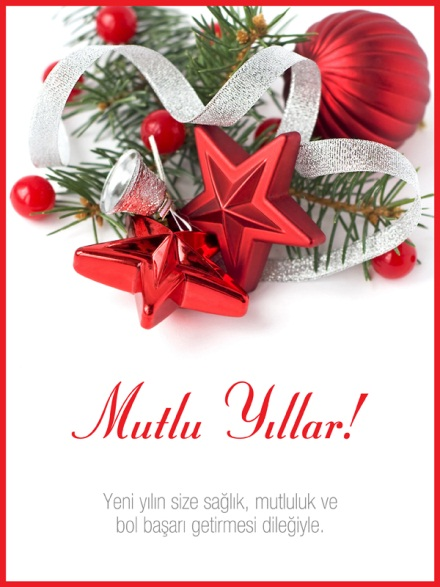 Mutlu Yıllar!
Yeni yılın size sağlık, mutluluk ve
bol başarı getirmesi dileğiyle.